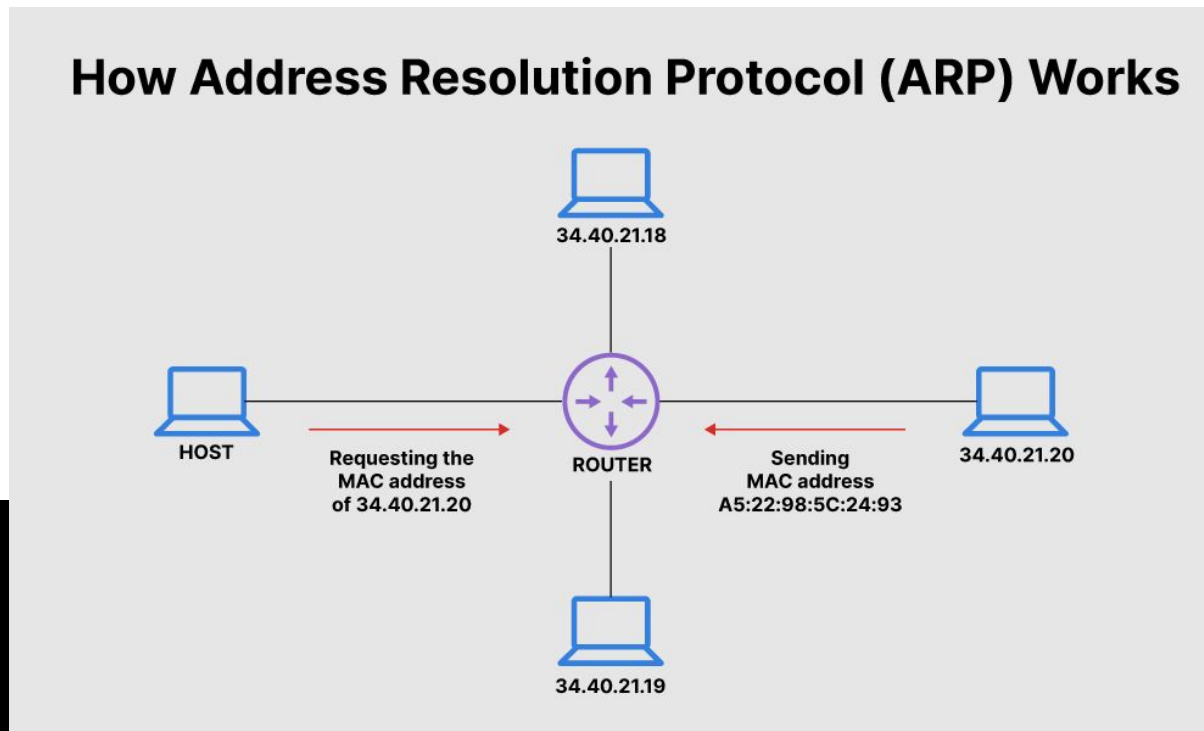 How Address Resolution Protocol (ARP) Works
34.40.21.18
HOST
Requesting the
MAC address
of 34.40.21.20
ROUTER
Sending
MAC address
A5:22:98:5C:24:93
34.40.21.20
34.40.21.19